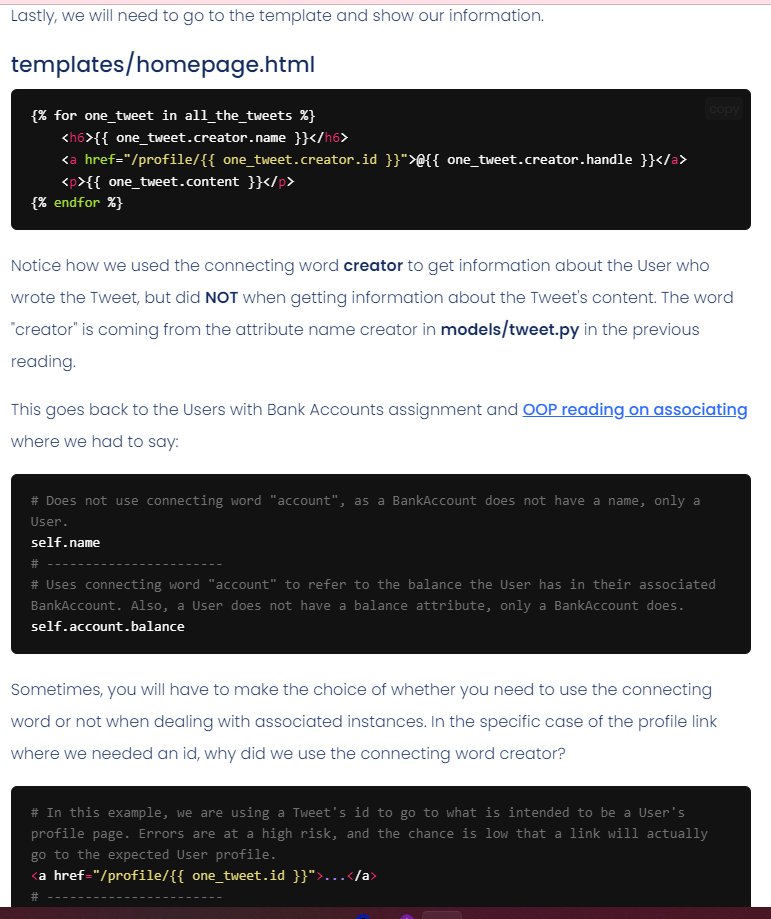 Lastly, we will need to go to the template and show our information.
templates/homepage.html
copy
{% for one_tweet in all_the_tweets %}
    <h6>{{ one_tweet.creator.name }}</h6>
    <a href="/profile/{{ one_tweet.creator.id }}">@{{ one_tweet.creator.handle }}</a>
    <p>{{ one_tweet.content }}</p>
{% endfor %}
Notice how we used the connecting word creator to get information about the User who
wrote the Tweet, but did NOT when getting information about the Tweet's content. The word
"creator" is coming from the attribute name creator in models/tweet.py in the previous
reading.
This goes back to the Users with Bank Accounts assignment and OOP reading on associating
where we had to say:
# Does not use connecting word "account", as a BankAccount does not have a name, only a
User.
self.name
# -----------------------
# Uses connecting word "account" to refer to the balance the User has in their associated
BankAccount. Also, a User does not have a balance attribute, only a BankAccount does.
self.account.balance
Sometimes, you will have to make the choice of whether you need to use the connecting
word or not when dealing with associated instances. In the specific case of the profile link
where we needed an id, why did we use the connecting word creator?
# In this example, we are using a Tweet's id to go to what is intended to be a User's
profile page. Errors are at a high risk, and the chance is low that a link will actually
go to the expected User profile.
<a href="/profile/{{ one_tweet.id }}">...</a>
# -----------------------